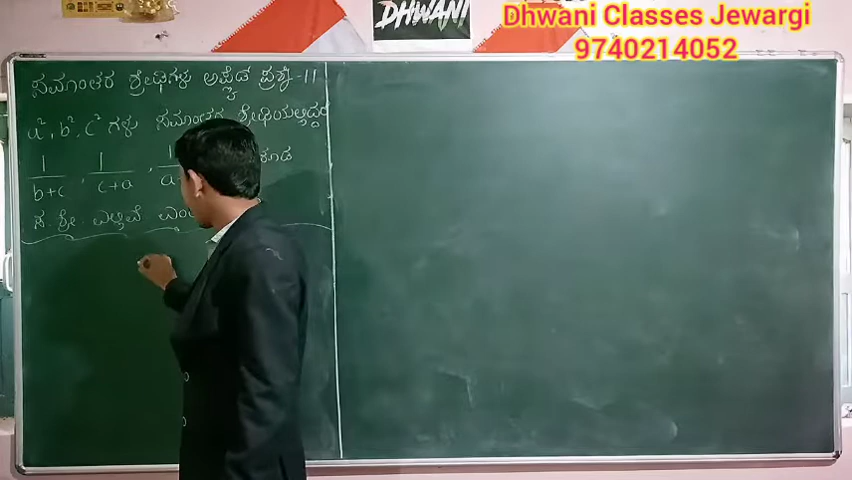 DHWANI
Dhwani Classes Jewargi
9740214052
ಸಮಾಂತರ ಶ್ರೇಢಿಗಳು ಅಪ್ಲೈಡ್ ಪ್ರಶ್ನೆ-11
a², b², c² ಗಳು ಸಮಾಂತರ ಶ್ರೇಢಿಯಲ್ಲಿದ್ದರೆ
1/(b+c), 1/(c+a), ಕೂಡ
ಸ. ಶ್ರೇ. ಎಲ್ಲಿವೆ